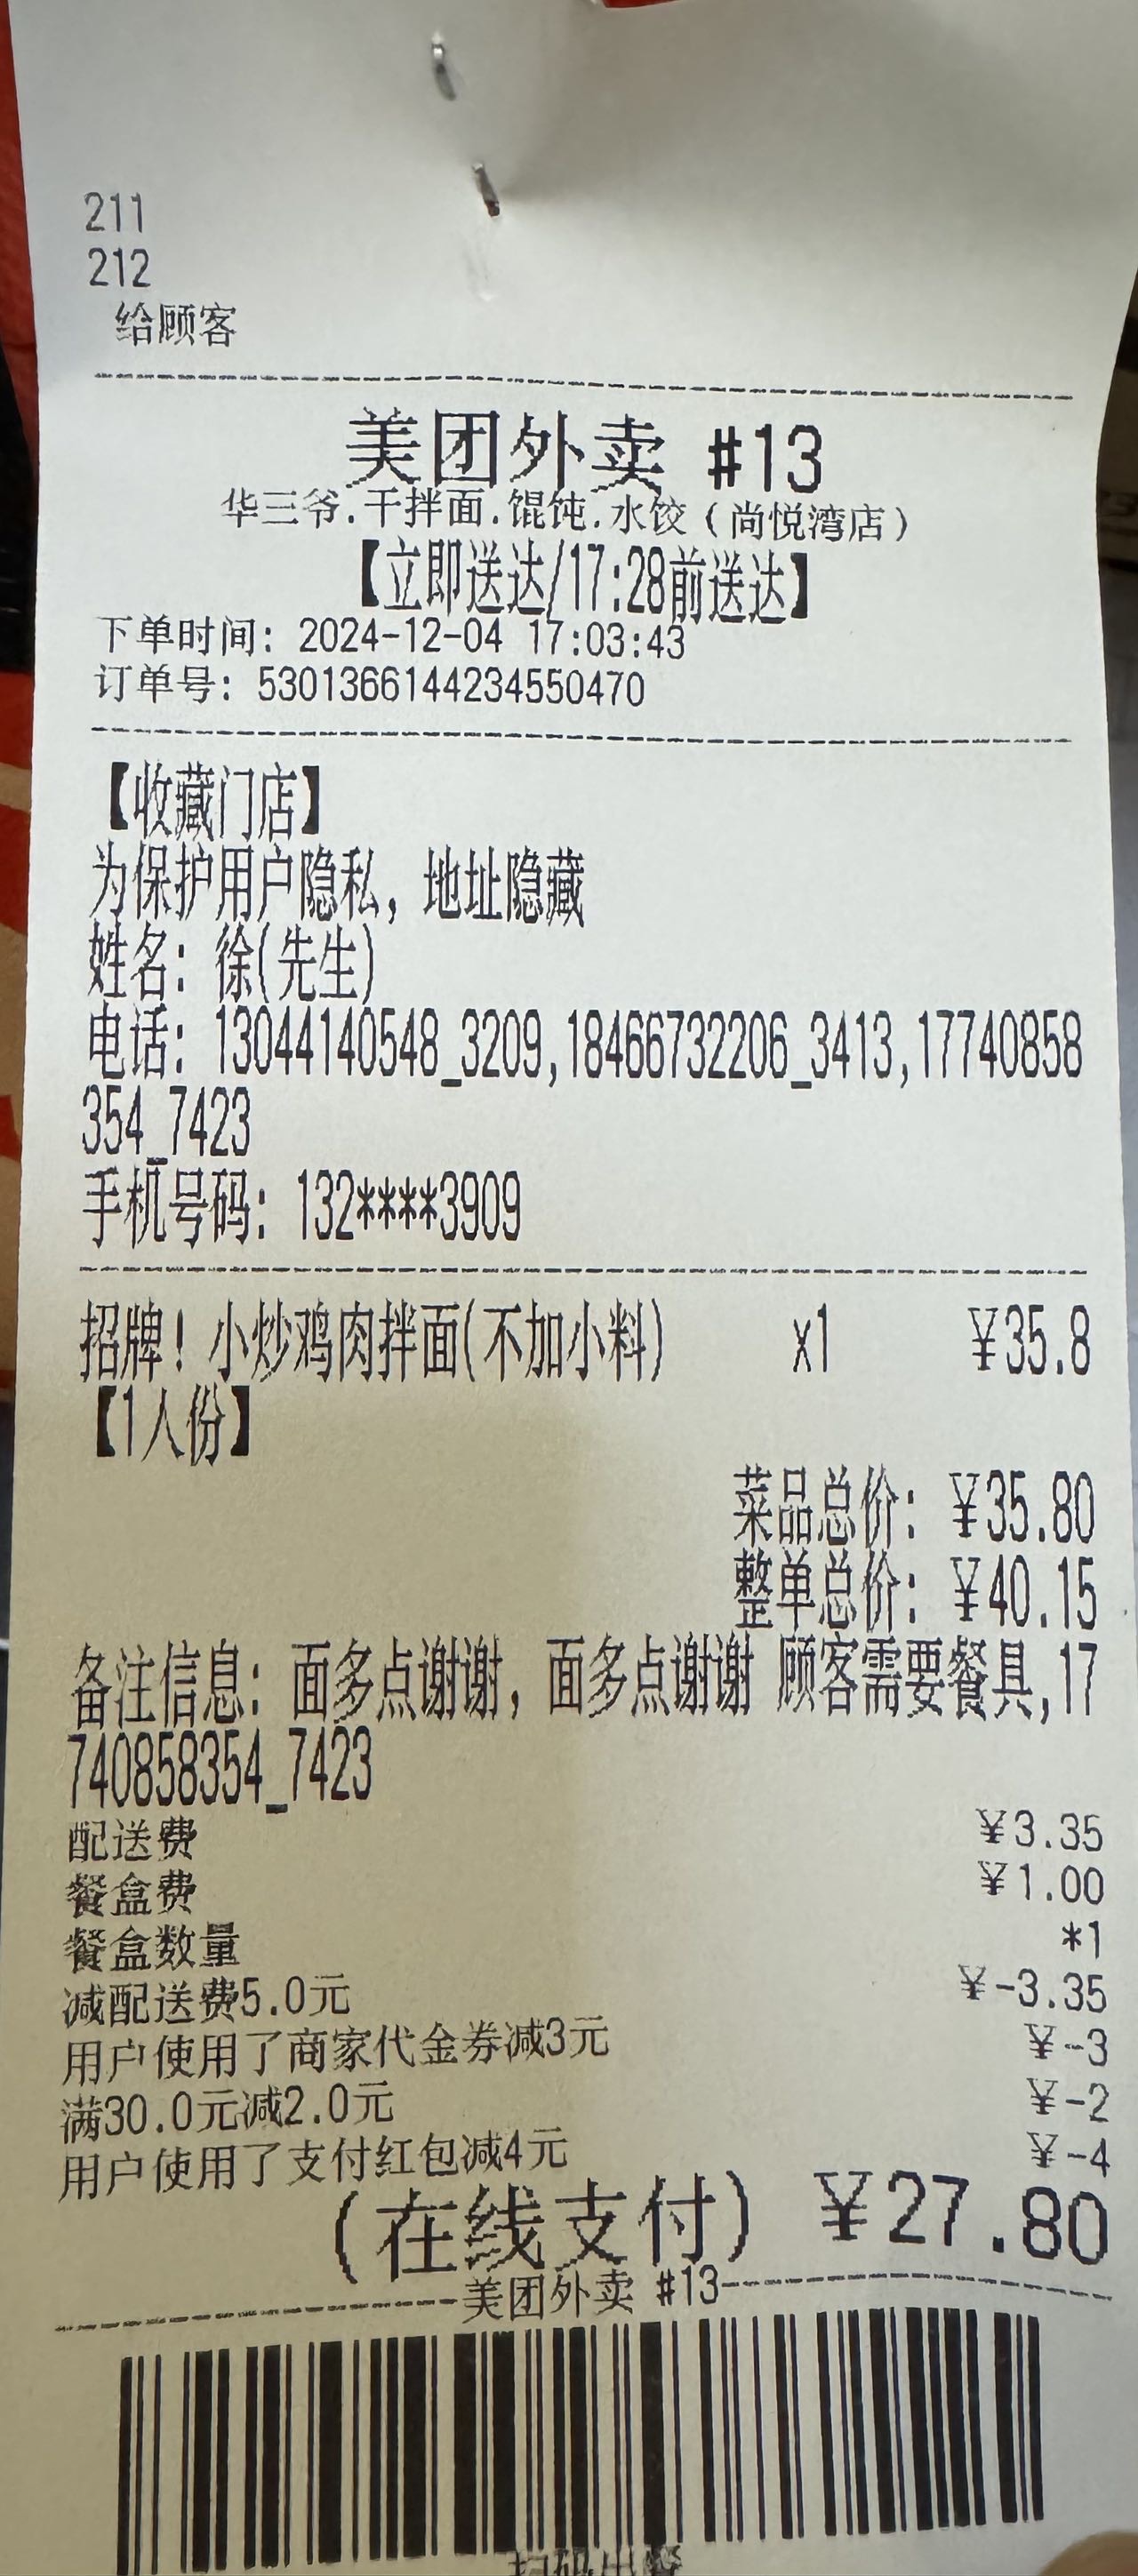 211
212
给顾客
美团外卖 #13
华三爷.干拌面.馄饨.水饺(尚悦湾店)
【立即送达/17:28前送达】
下单时间: 2024-12-04 17:03:43
订单号: 5301366144234550470
【收藏门店】
为保护用户隐私, 地址隐藏
姓名: 徐(先生)
电话: 13044140548_3209,18466732206_3413,17740858
354_7423
手机号码: 132****3909
招牌! 小炒鸡肉拌面(不加小料) x1 ¥35.8
【1人份】
菜品总价: ¥35.80
整单总价: ¥40.15
备注信息: 面多点谢谢, 面多点谢谢 顾客需要餐具,17
740858354_7423
配送费 ¥3.35
餐盒费 ¥1.00
餐盒数量 *1
减配送费5.0元 ¥-3.35
用户使用了商家代金券减3元 ¥-3
满30.0元减2.0元 ¥-2
用户使用了支付红包减4元 ¥-4
(在线支付) ¥27.80
美团外卖 #13